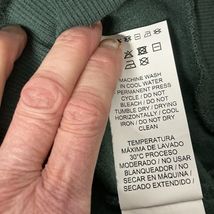 MACHINE WASH
IN COOL WATER
PERMANENT PRESS
CYCLE / DO NOT
BLEACH / DO NOT
TUMBLE DRY / DRYING
HORIZONTALLY / COOL
IRON / DO NOT DRY
CLEAN
TEMPERATURA
MÁXIMA DE LAVADO
30°C PROCESO
MODERADO / NO USAR
BLANQUEADOR / NO
SECAR EN MÁQUINA /
SECADO EXTENDIDO /